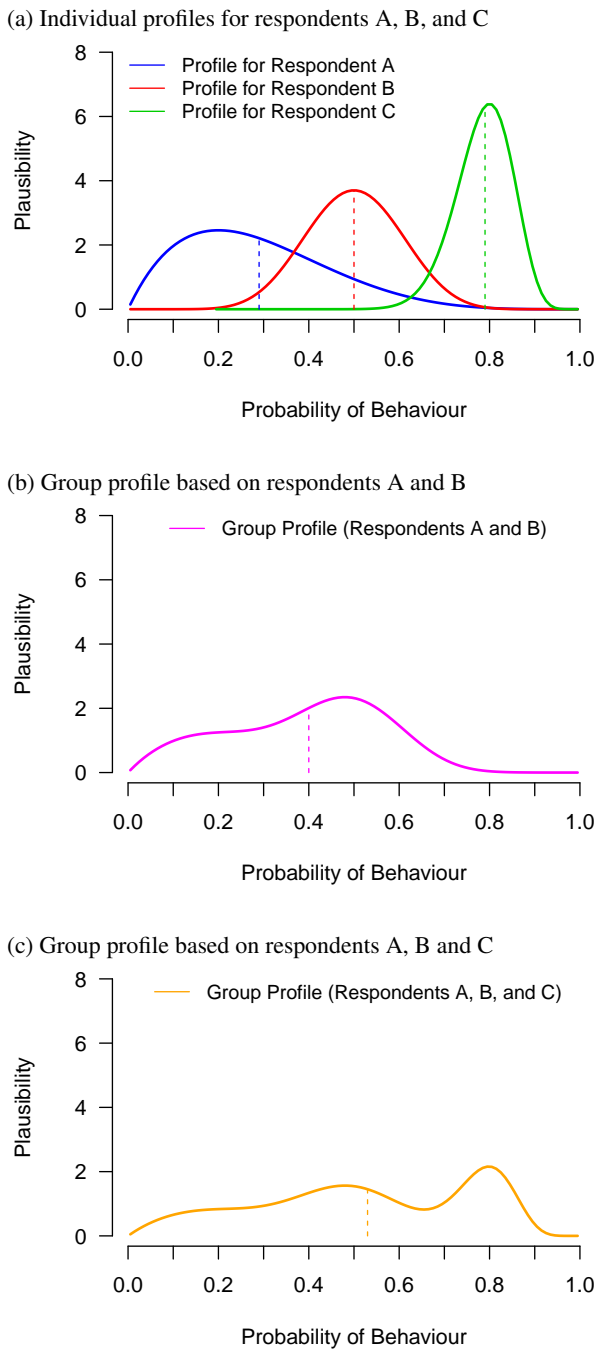 (a) Individual profiles for respondents A, B, and C
8
6
4
2
0
Plausibility
Profile for Respondent A
Profile for Respondent B
Profile for Respondent C
0.0 0.2 0.4 0.6 0.8 1.0
Probability of Behaviour
(b) Group profile based on respondents A and B
8
6
4
2
0
Plausibility
Group Profile (Respondents A and B)
0.0 0.2 0.4 0.6 0.8 1.0
Probability of Behaviour
(c) Group profile based on respondents A, B and C
8
6
4
2
0
Plausibility
Group Profile (Respondents A, B, and C)
0.0 0.2 0.4 0.6 0.8 1.0
Probability of Behaviour